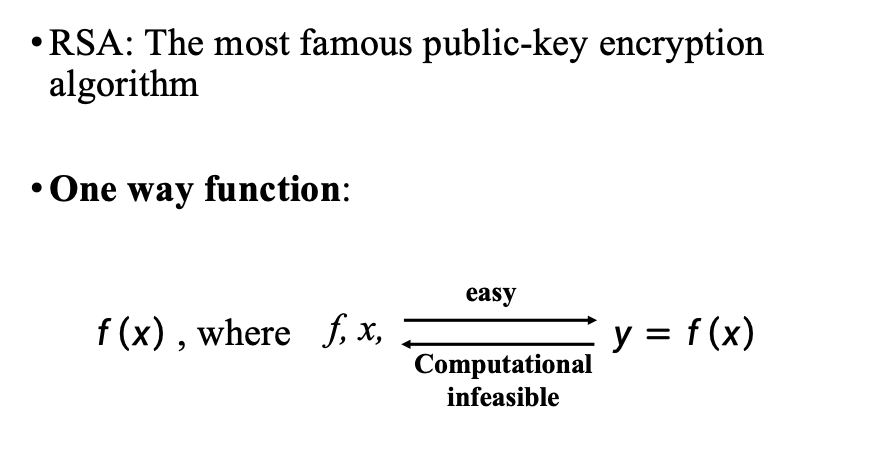 • RSA: The most famous public-key encryption
algorithm
• One way function:
easy
f (x) , where f, x, y = f (x)
Computational
infeasible